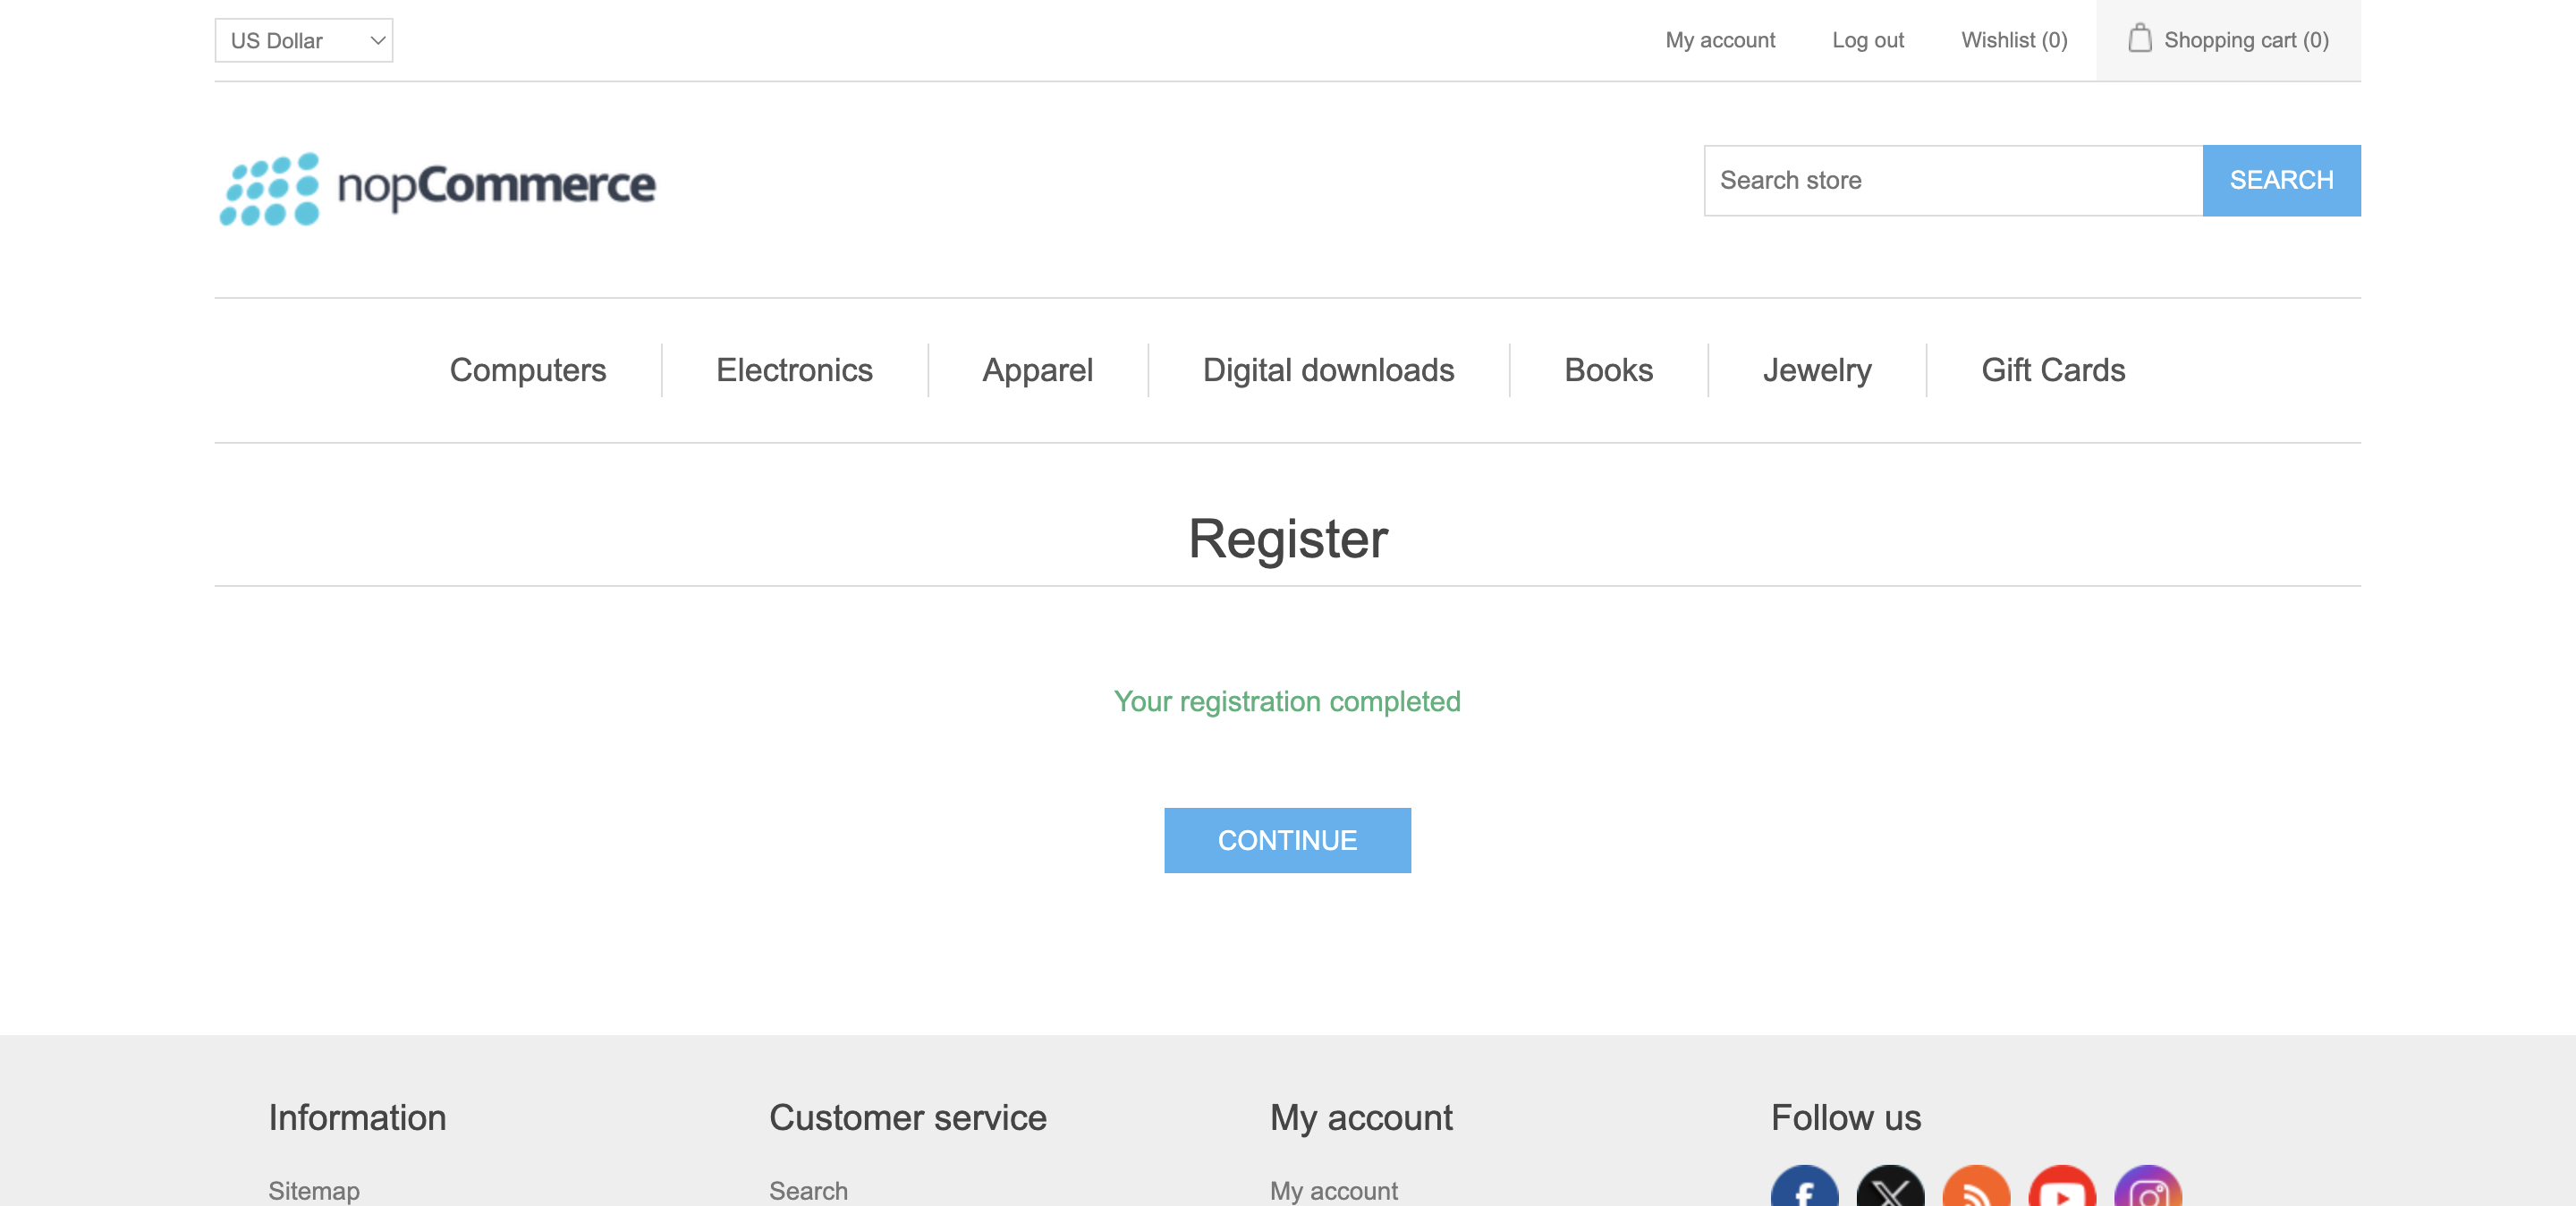 US Dollar
My account
Log out
Wishlist (0)
Shopping cart (0)
nopCommerce
Search store
SEARCH
Computers
Electronics
Apparel
Digital downloads
Books
Jewelry
Gift Cards
Register
Your registration completed
CONTINUE
Information
Customer service
My account
Follow us
Sitemap
Search
My account